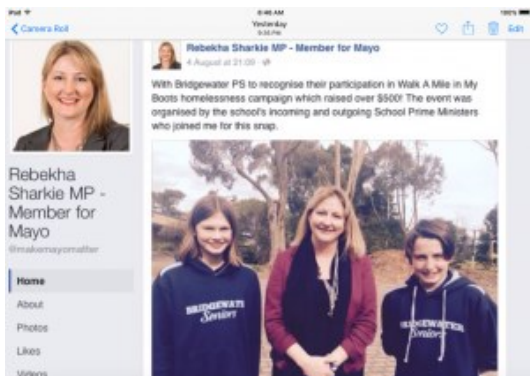 iPad
8:46 AM
100%
Camera Roll
Yesterday
Edit
Rebekha Sharkie MP - Member for Mayo
4 August at 21:09
With Bridgewater PS to recognise their participation in Walk A Mile in My
Boots homelessness campaign which raised over $500! The event was
organised by the school's incoming and outgoing School Prime Ministers
who joined me for this snap.
Rebekha
Sharkie MP -
Member for
Mayo
@makemayomatter
Home
About
Photos
Likes
Videos
BRIDGEWATER
Seniors
BRIDGEWATER
Seniors